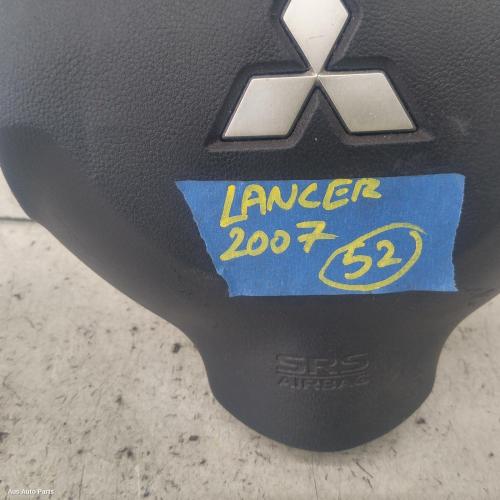 LANCER
2007 52
SRS
AIRBAG
Aus Auto Parts